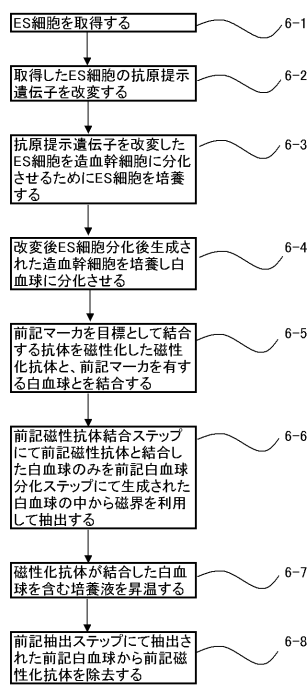 ES細胞を取得する
6-1
取得したES細胞の抗原提示
遺伝子を改変する
6-2
抗原提示遺伝子を改変した
ES細胞を造血幹細胞に分化
させるためにES細胞を培養
する
6-3
改変後ES細胞分化後生成さ
れた造血幹細胞を培養し白
血球に分化させる
6-4
前記マーカを目標として結合
する抗体を磁性化した磁性
化抗体と、前記マーカを有す
る白血球とを結合する
6-5
前記磁性抗体結合ステップ
にて前記磁性抗体と結合し
た白血球のみを前記白血球
分化ステップにて生成された
白血球の中から磁界を利用
して抽出する
6-6
磁性化抗体が結合した白血
球を含む培養液を昇温する
6-7
前記抽出ステップにて抽出さ
れた前記白血球から前記磁
性化抗体を除去する
6-8